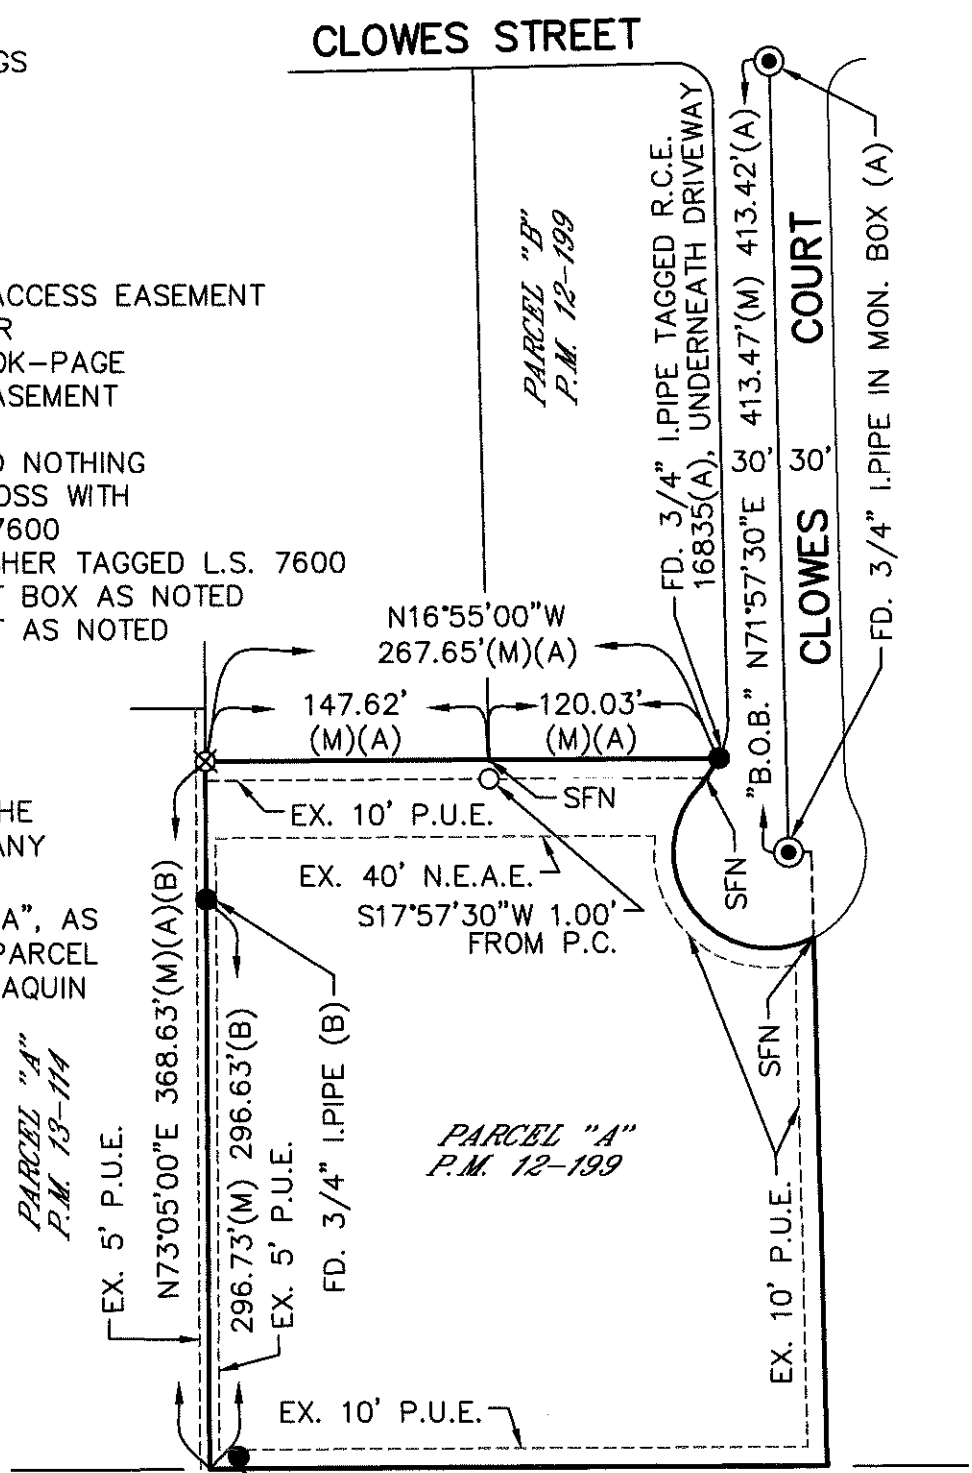 CLOWES STREET
GS
ACCESS EASEMENT
R
OK-PAGE
ASEMENT
D NOTHING
OSS WITH
7600
SHER TAGGED L.S. 7600
T BOX AS NOTED
T AS NOTED
HE
ANY
A", AS
PARCEL
AQUIN
PARCEL "B"
P.M. 12-199
FD. 3/4" I.PIPE TAGGED R.C.E.
16835(A), UNDERNEATH DRIVEWAY
"B.O.B." N71°57'30"E 413.47'(M) 413.42'(A)
30' 30'
CLOWES COURT
FD. 3/4" I.PIPE IN MON. BOX (A)
N16°55'00"W
267.65'(M)(A)
147.62'
(M)(A)
120.03'
(M)(A)
SFN
EX. 10' P.U.E.
EX. 40' N.E.A.E.
S17°57'30"W 1.00'
FROM P.C.
SFN
SFN
PARCEL "A"
P.M. 13-114
EX. 5' P.U.E.
N73°05'00"E 368.63'(M)(A)(B)
296.73'(M) 296.63'(B)
EX. 5' P.U.E.
FD. 3/4" I.PIPE (B)
PARCEL "A"
P.M. 12-199
EX. 10' P.U.E.
EX. 10' P.U.E.